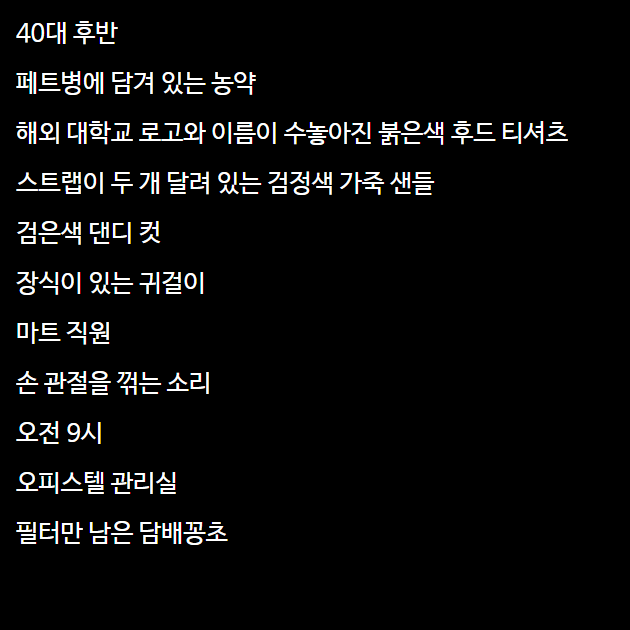 40대 후반
페트병에 담겨 있는 농약
해외 대학교 로고와 이름이 수놓아진 붉은색 후드 티셔츠
스트랩이 두 개 달려 있는 검정색 가죽 샌들
검은색 댄디 컷
장식이 있는 귀걸이
마트 직원
손 관절을 꺾는 소리
오전 9시
오피스텔 관리실
필터만 남은 담배꽁초